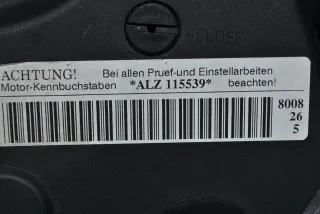 -CLOSE
ACHTUNG! Bei allen Pruef-und Einstellarbeiten
Motor-Kennbuchstaben *ALZ 115539* beachten!
8008
26
5